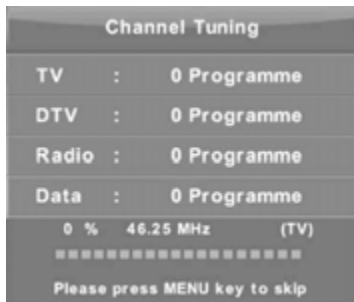 Channel Tuning
TV : 0 Programme
DTV : 0 Programme
Radio : 0 Programme
Data : 0 Programme
0 % 46.25 MHz (TV)
Please press MENU key to skip